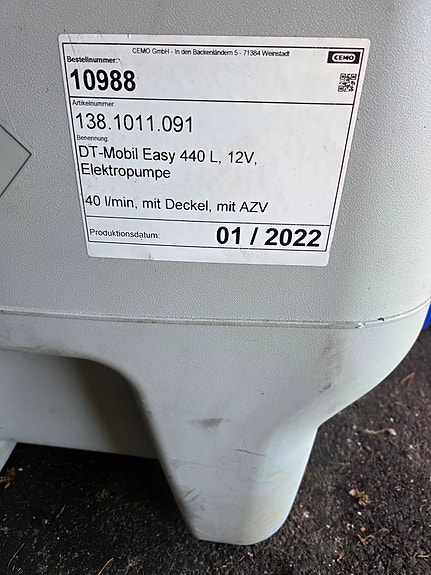 CEMO GmbH - In den Backenländern 5 - 71384 Weinstadt
CEMO
Bestellnummer:
10988
Artikelnummer
138.1011.091
Benennung:
DT-Mobil Easy 440 L, 12V,
Elektropumpe
40 l/min, mit Deckel, mit AZV
Produktionsdatum:
01 / 2022